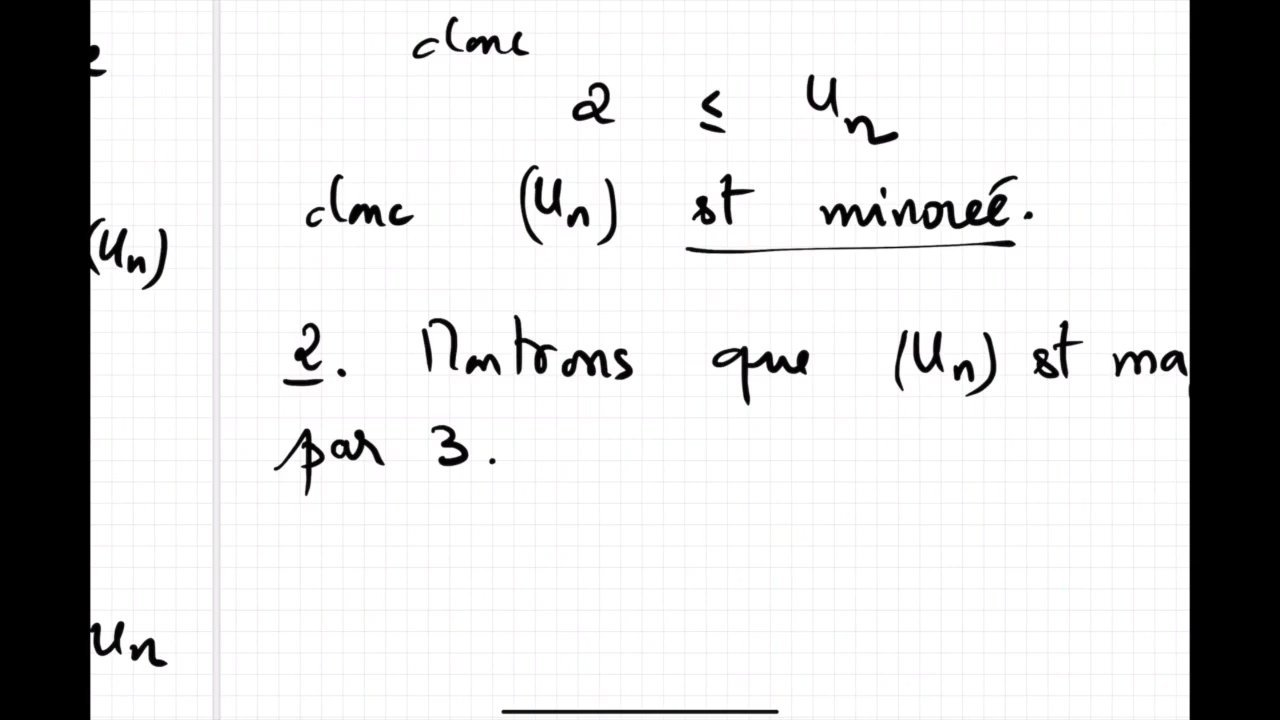 donc
2 ≤ Un
donc (Un) st minorée.
(Un)
2. Montrons que (Un) st ma
par 3.
Un